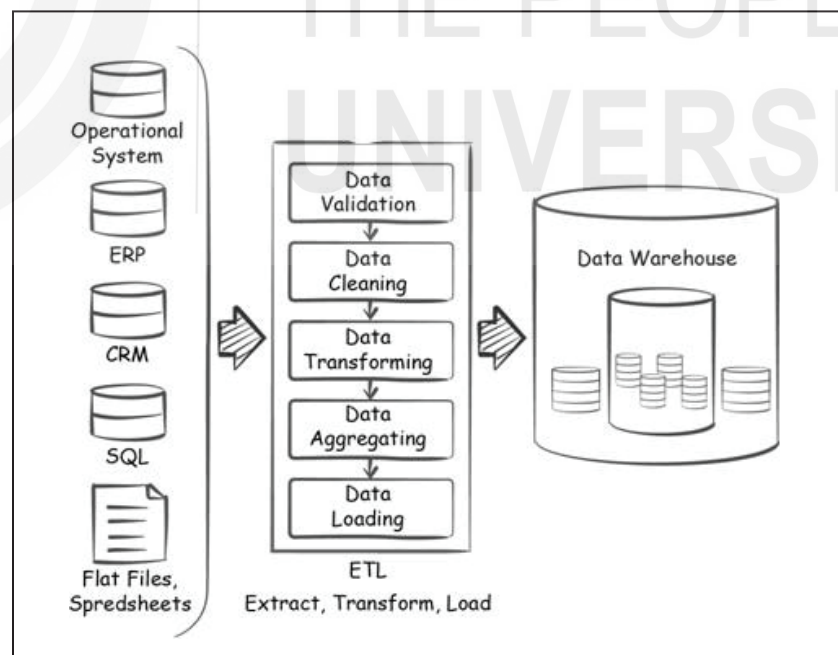 THE PEOPLE
UNIVERSI
Operational
System
ERP
CRM
SQL
Flat Files,
Spredsheets
Data
Validation
Data
Cleaning
Data
Transforming
Data
Aggregating
Data
Loading
ETL
Extract, Transform, Load
Data Warehouse